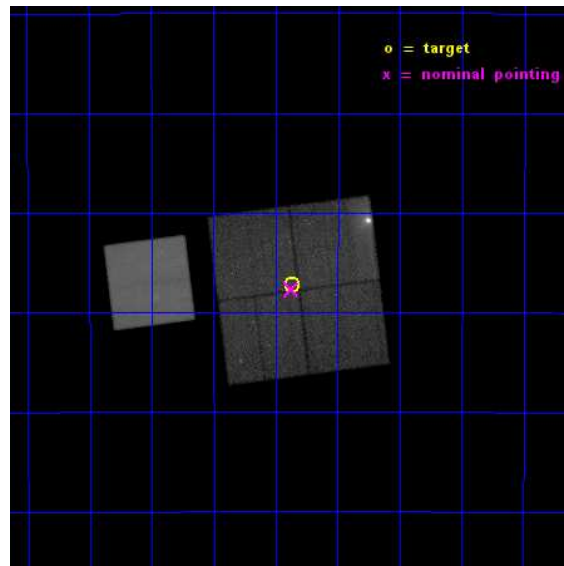 o = target
x = nominal pointing